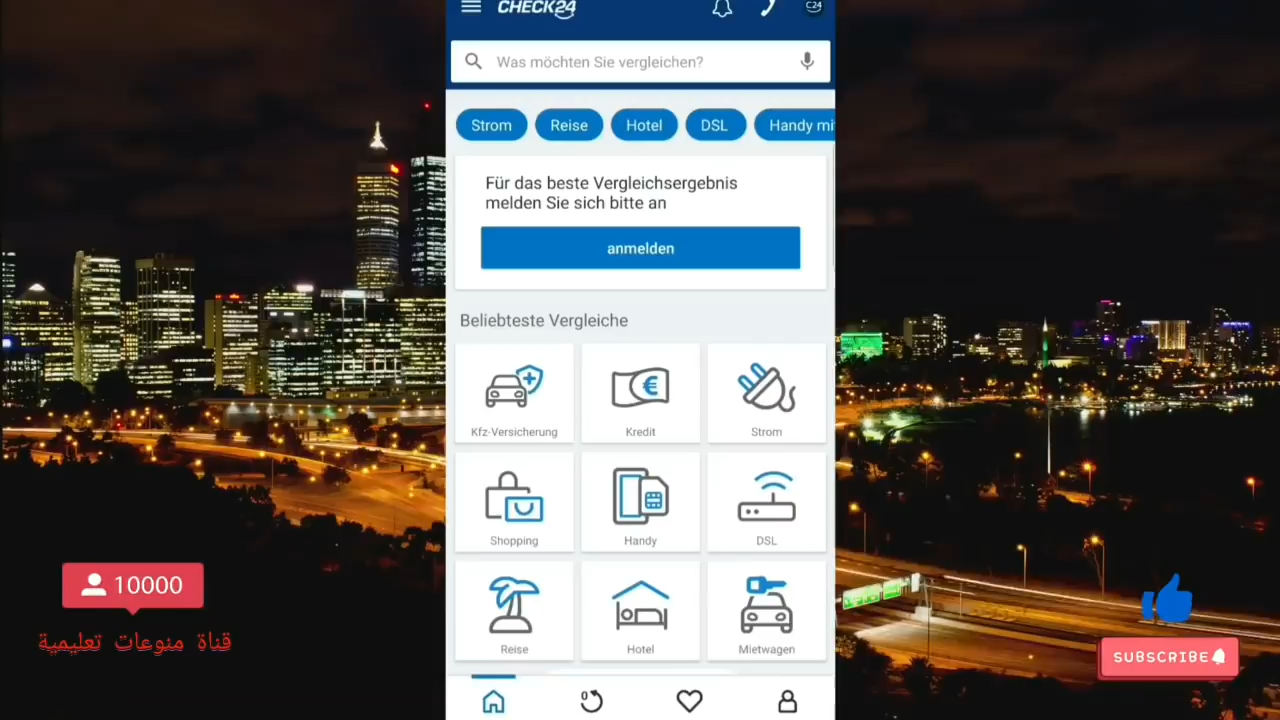 CHECK24
C24
Was möchten Sie vergleichen?
Strom
Reise
Hotel
DSL
Handy mi
Für das beste Vergleichsergebnis
melden Sie sich bitte an
anmelden
Beliebteste Vergleiche
Kfz-Versicherung
Kredit
Strom
Shopping
Handy
DSL
Reise
Hotel
Mietwagen
0
10000
قناة منوعات تعليمية
SUBSCRIBE